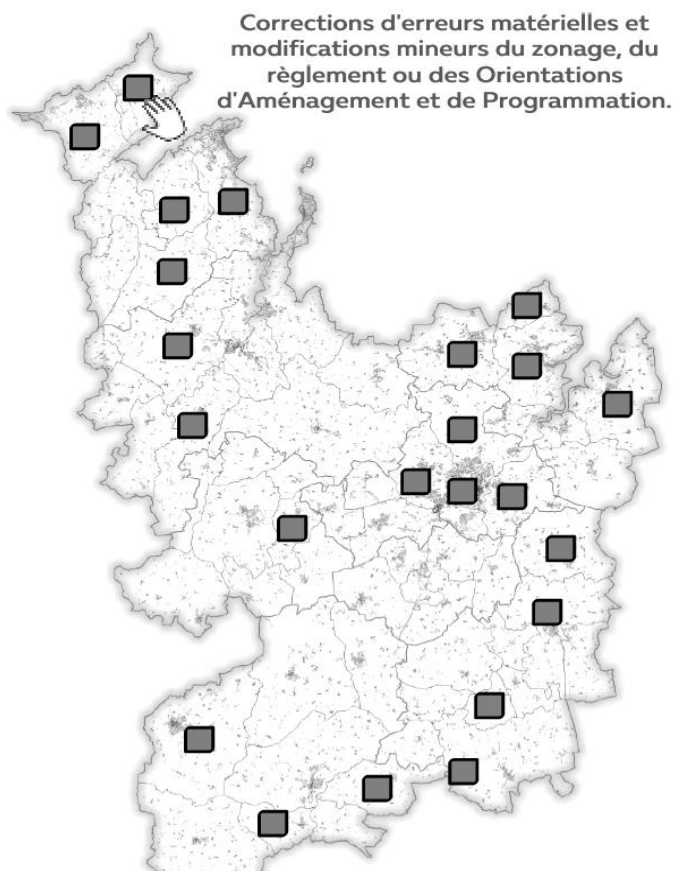 Corrections d'erreurs matérielles et
modifications mineurs du zonage, du
règlement ou des Orientations
d'Aménagement et de Programmation.